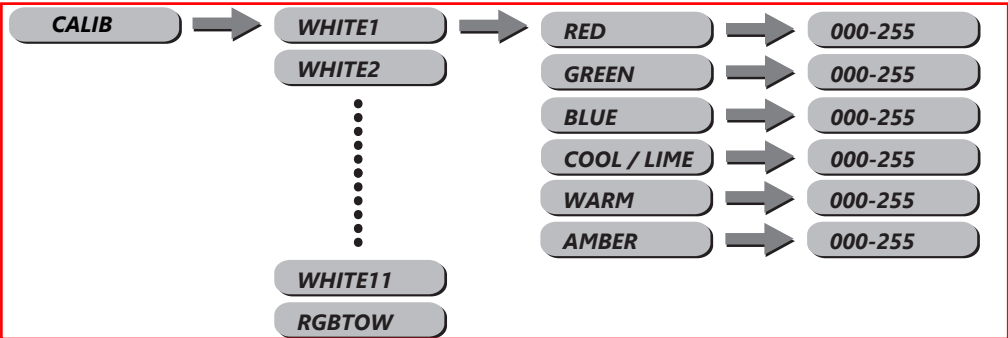 CALIB WHITE1 RED 000-255
WHITE2 GREEN 000-255
BLUE 000-255
COOL / LIME 000-255
WARM 000-255
AMBER 000-255
WHITE11
RGBTOW